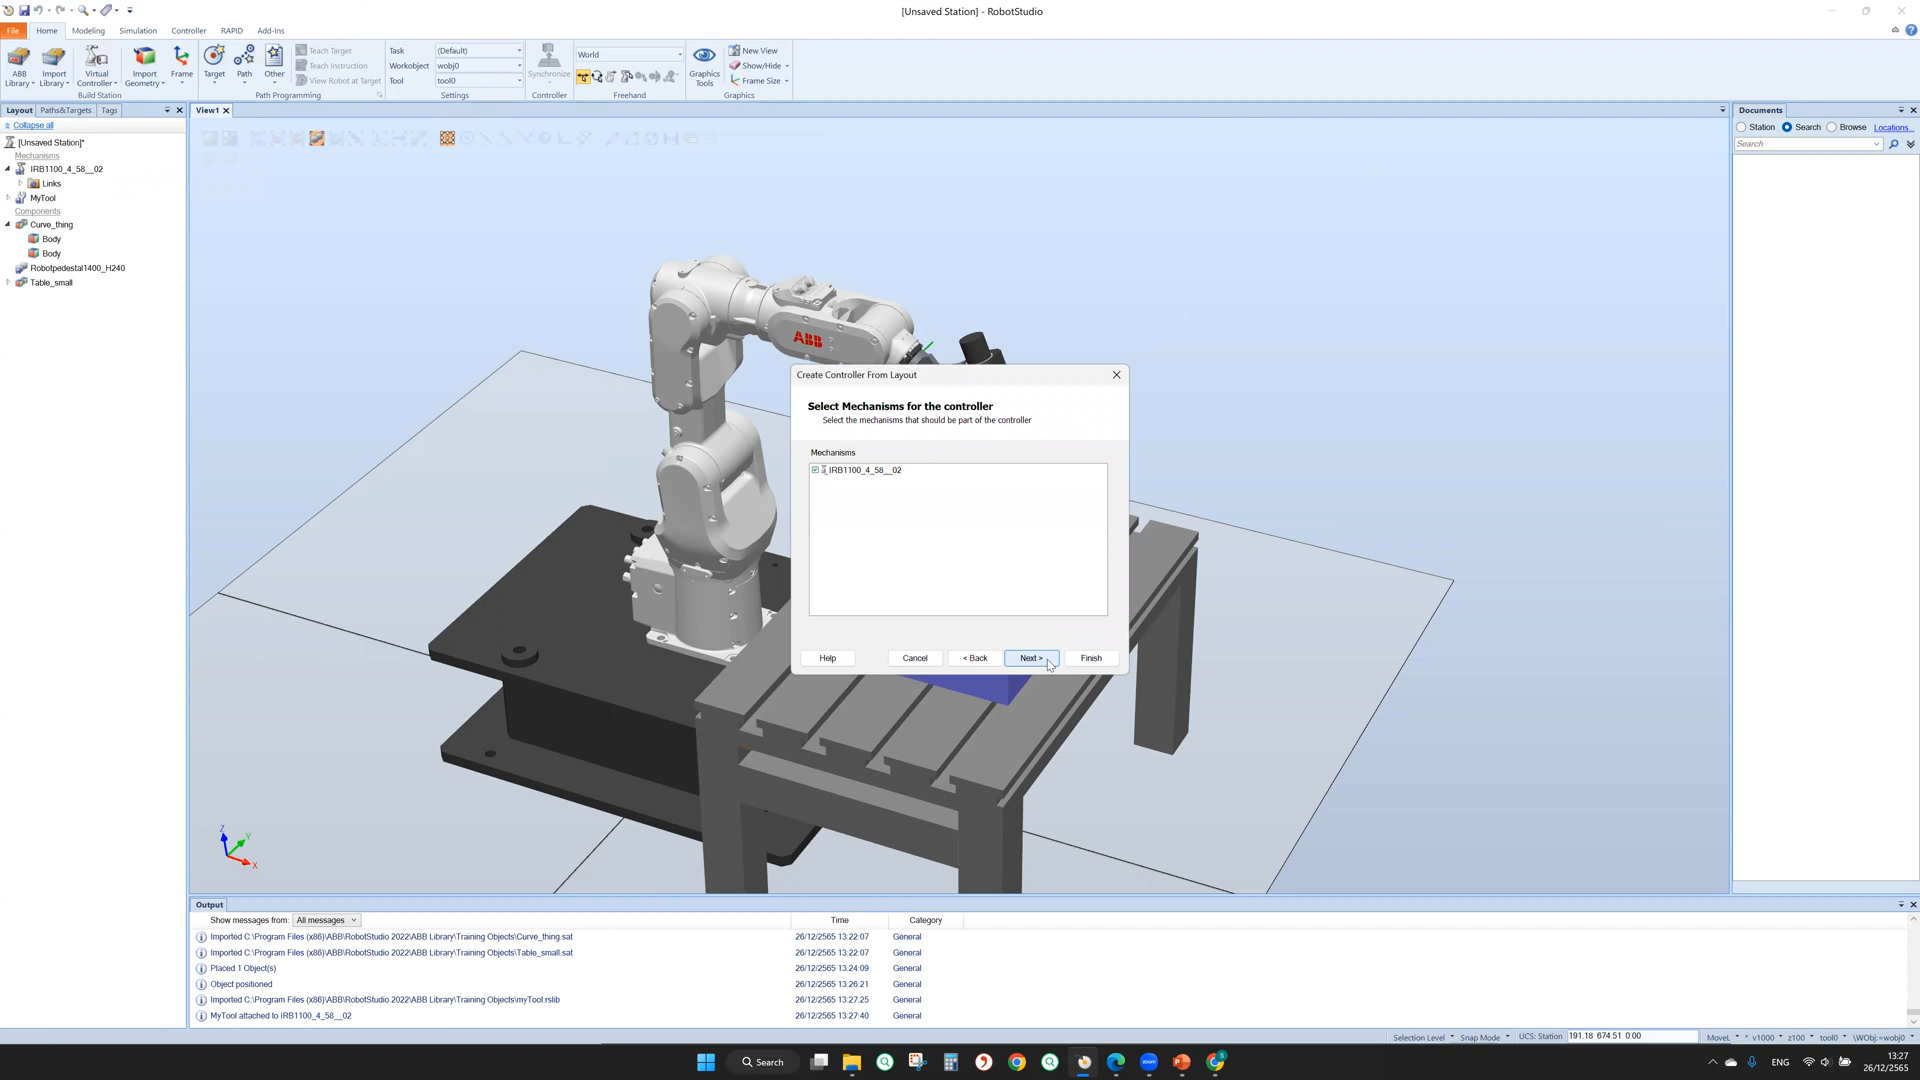 [Unsaved Station] - RobotStudio
File
Home
Modeling
Simulation
Controller
RAPID
Add-Ins
ABB Library
Import Library
Virtual Controller
Import Geometry
Frame
Build Station
Target
Path
Other
Teach Target
Teach Instruction
View Robot at Target
Path Programming
Task
(Default)
Workobject
wobj0
Tool
tool0
Settings
Synchronize
Controller
World
Freehand
Graphics Tools
New View
Show/Hide
Frame Size
Graphics
Layout
Paths&Targets
Tags
Collapse all
[Unsaved Station]*
Mechanisms
IRB1100_4_58__02
Links
MyTool
Components
Curve_thing
Body
Body
Robotpedestal1400_H240
Table_small
View1
ABB
Create Controller From Layout
Select Mechanisms for the controller
Select the mechanisms that should be part of the controller
Mechanisms
IRB1100_4_58__02
Help
Cancel
< Back
Next >
Finish
Z
Y
X
Documents
Station
Search
Browse
Locations...
Search
Output
Show messages from:
All messages
Time
Category
Imported C:\Program Files (x86)\ABB\RobotStudio 2022\ABB Library\Training Objects\Curve_thing.sat 26/12/2565 13:22:07 General
Imported C:\Program Files (x86)\ABB\RobotStudio 2022\ABB Library\Training Objects\Table_small.sat 26/12/2565 13:22:07 General
Placed 1 Object(s) 26/12/2565 13:24:09 General
Object positioned 26/12/2565 13:26:21 General
Imported C:\Program Files (x86)\ABB\RobotStudio 2022\ABB Library\Training Objects\myTool.rslib 26/12/2565 13:27:25 General
MyTool attached to IRB1100_4_58__02 26/12/2565 13:27:40 General
Selection Level
Snap Mode
UCS: Station
191.18 674.51 0.00
MoveL * v1000 z100 tool0 \WObj:=wobj0
Search
ENG
13:27
26/12/2565